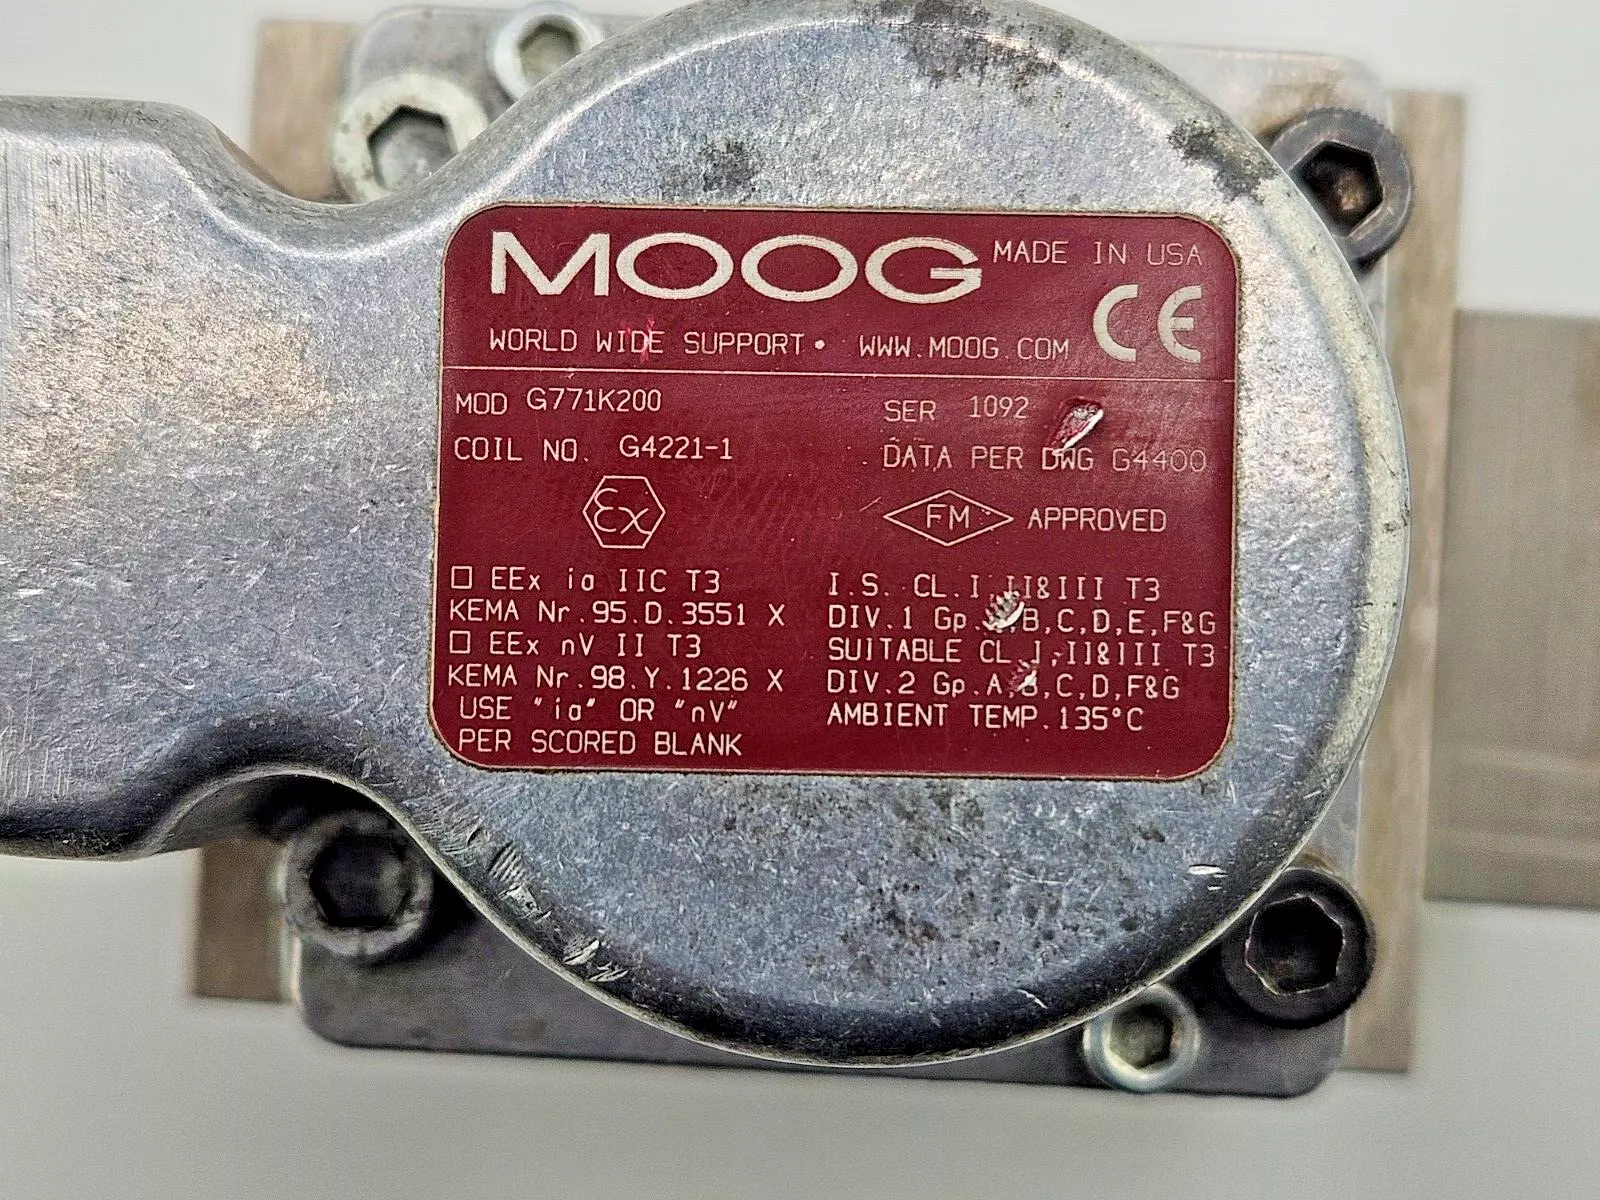 MOOG MADE IN USA
CE
WORLD WIDE SUPPORT • WWW.MOOG.COM
MOD G771K200
SER 1092
COIL NO. G4221-1
DATA PER DWG G4400
Ex
FM APPROVED
☐ EEx ia IIC T3
KEMA Nr.95.D.3551 X
☐ EEx nV II T3
KEMA Nr.98.Y.1226 X
USE "ia" OR "nV"
PER SCORED BLANK
I.S. CL.I,II&III T3
DIV.1 Gp.A,B,C,D,E,F&G
SUITABLE CL I,II&III T3
DIV.2 Gp.A,B,C,D,F&G
AMBIENT TEMP.135°C